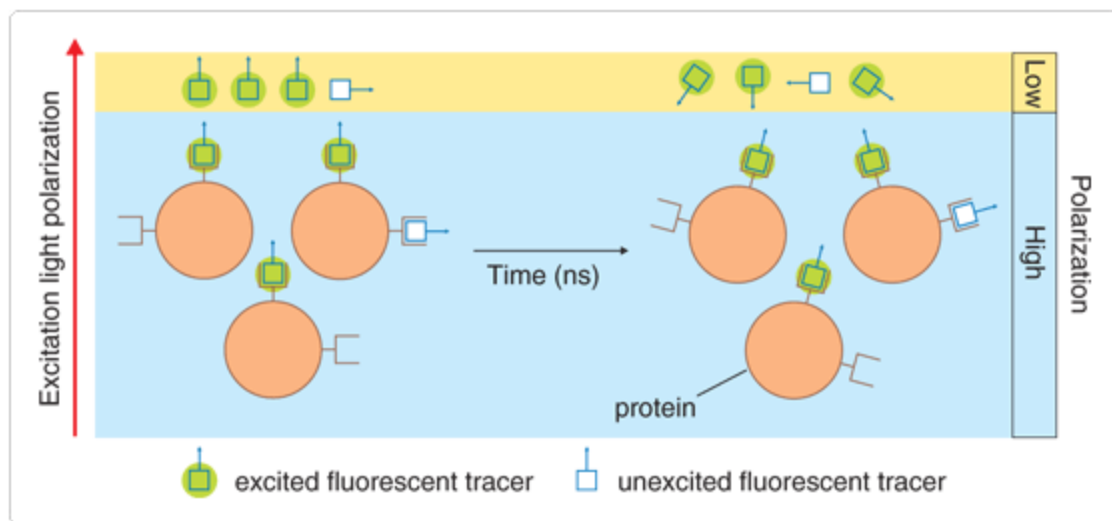 Excitation light polarization
Low
High
Polarization
Time (ns)
protein
excited fluorescent tracer
unexcited fluorescent tracer